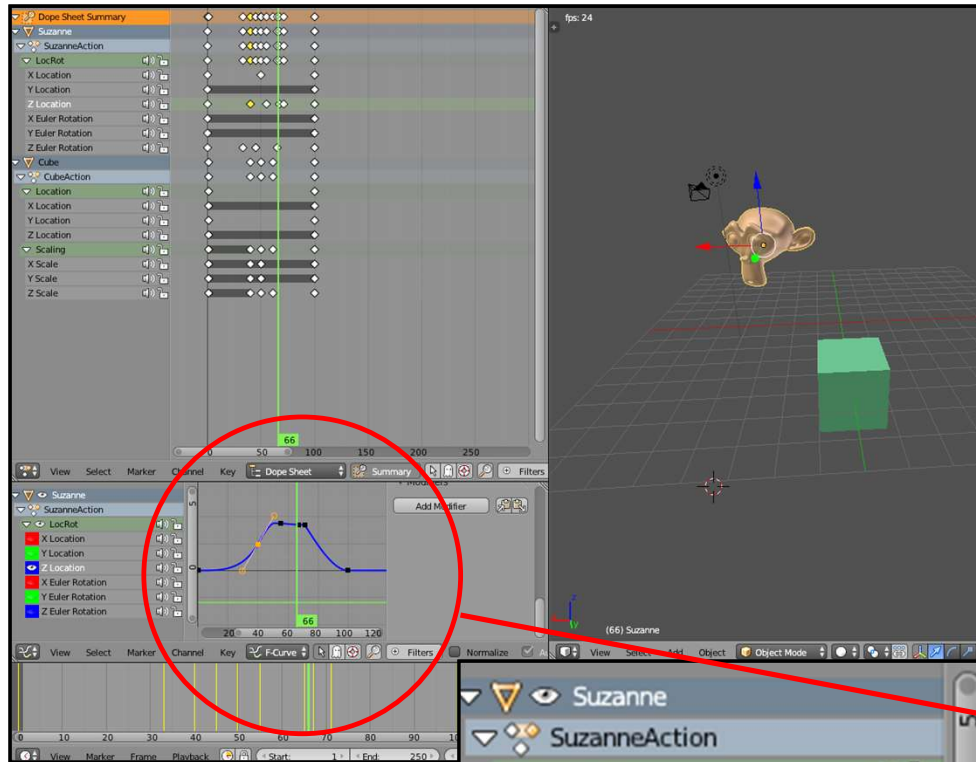 Dope Sheet Summary
Suzanne
SuzanneAction
LocRot
X Location
Y Location
Z Location
X Euler Rotation
Y Euler Rotation
Z Euler Rotation
Cube
CubeAction
Location
X Location
Y Location
Z Location
Scaling
X Scale
Y Scale
Z Scale
66
0 50 100 150 200 250
View Select Marker Channel Key Dope Sheet Summary Filters
fps: 24
Suzanne
SuzanneAction
LocRot
X Location
Y Location
Z Location
X Euler Rotation
Y Euler Rotation
Z Euler Rotation
5
0
66
20 40 60 80 100 120
Modifiers
Add Modifier
View Select Marker Channel Key F-Curve Filters Normalize
z
y
(66) Suzanne
View Select Add Object Object Mode
0 10 20 30 40 50 60 70 80 90
View Marker Frame Playback Start: 1 End: 250
Suzanne
SuzanneAction
5